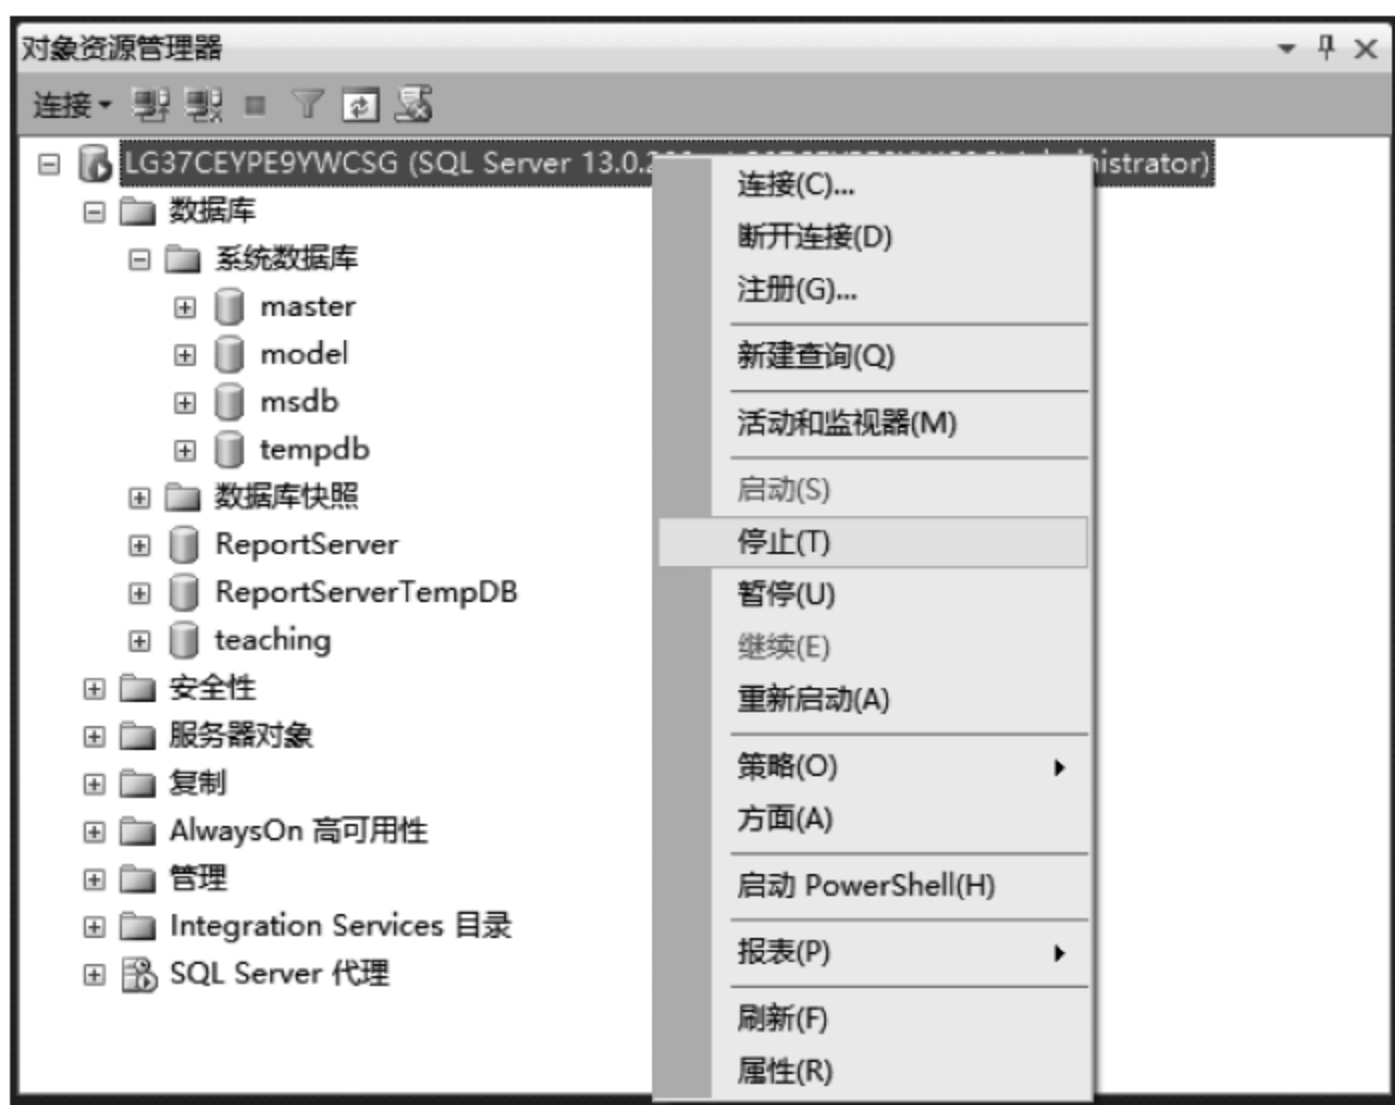 对象资源管理器
连接
LG37CEYPE9YWCSG (SQL Server 13.0.2 istrator)
数据库
系统数据库
master
model
msdb
tempdb
数据库快照
ReportServer
ReportServerTempDB
teaching
安全性
服务器对象
复制
AlwaysOn 高可用性
管理
Integration Services 目录
SQL Server 代理
连接(C)...
断开连接(D)
注册(G)...
新建查询(Q)
活动和监视器(M)
启动(S)
停止(T)
暂停(U)
继续(E)
重新启动(A)
策略(O)
方面(A)
启动 PowerShell(H)
报表(P)
刷新(F)
属性(R)